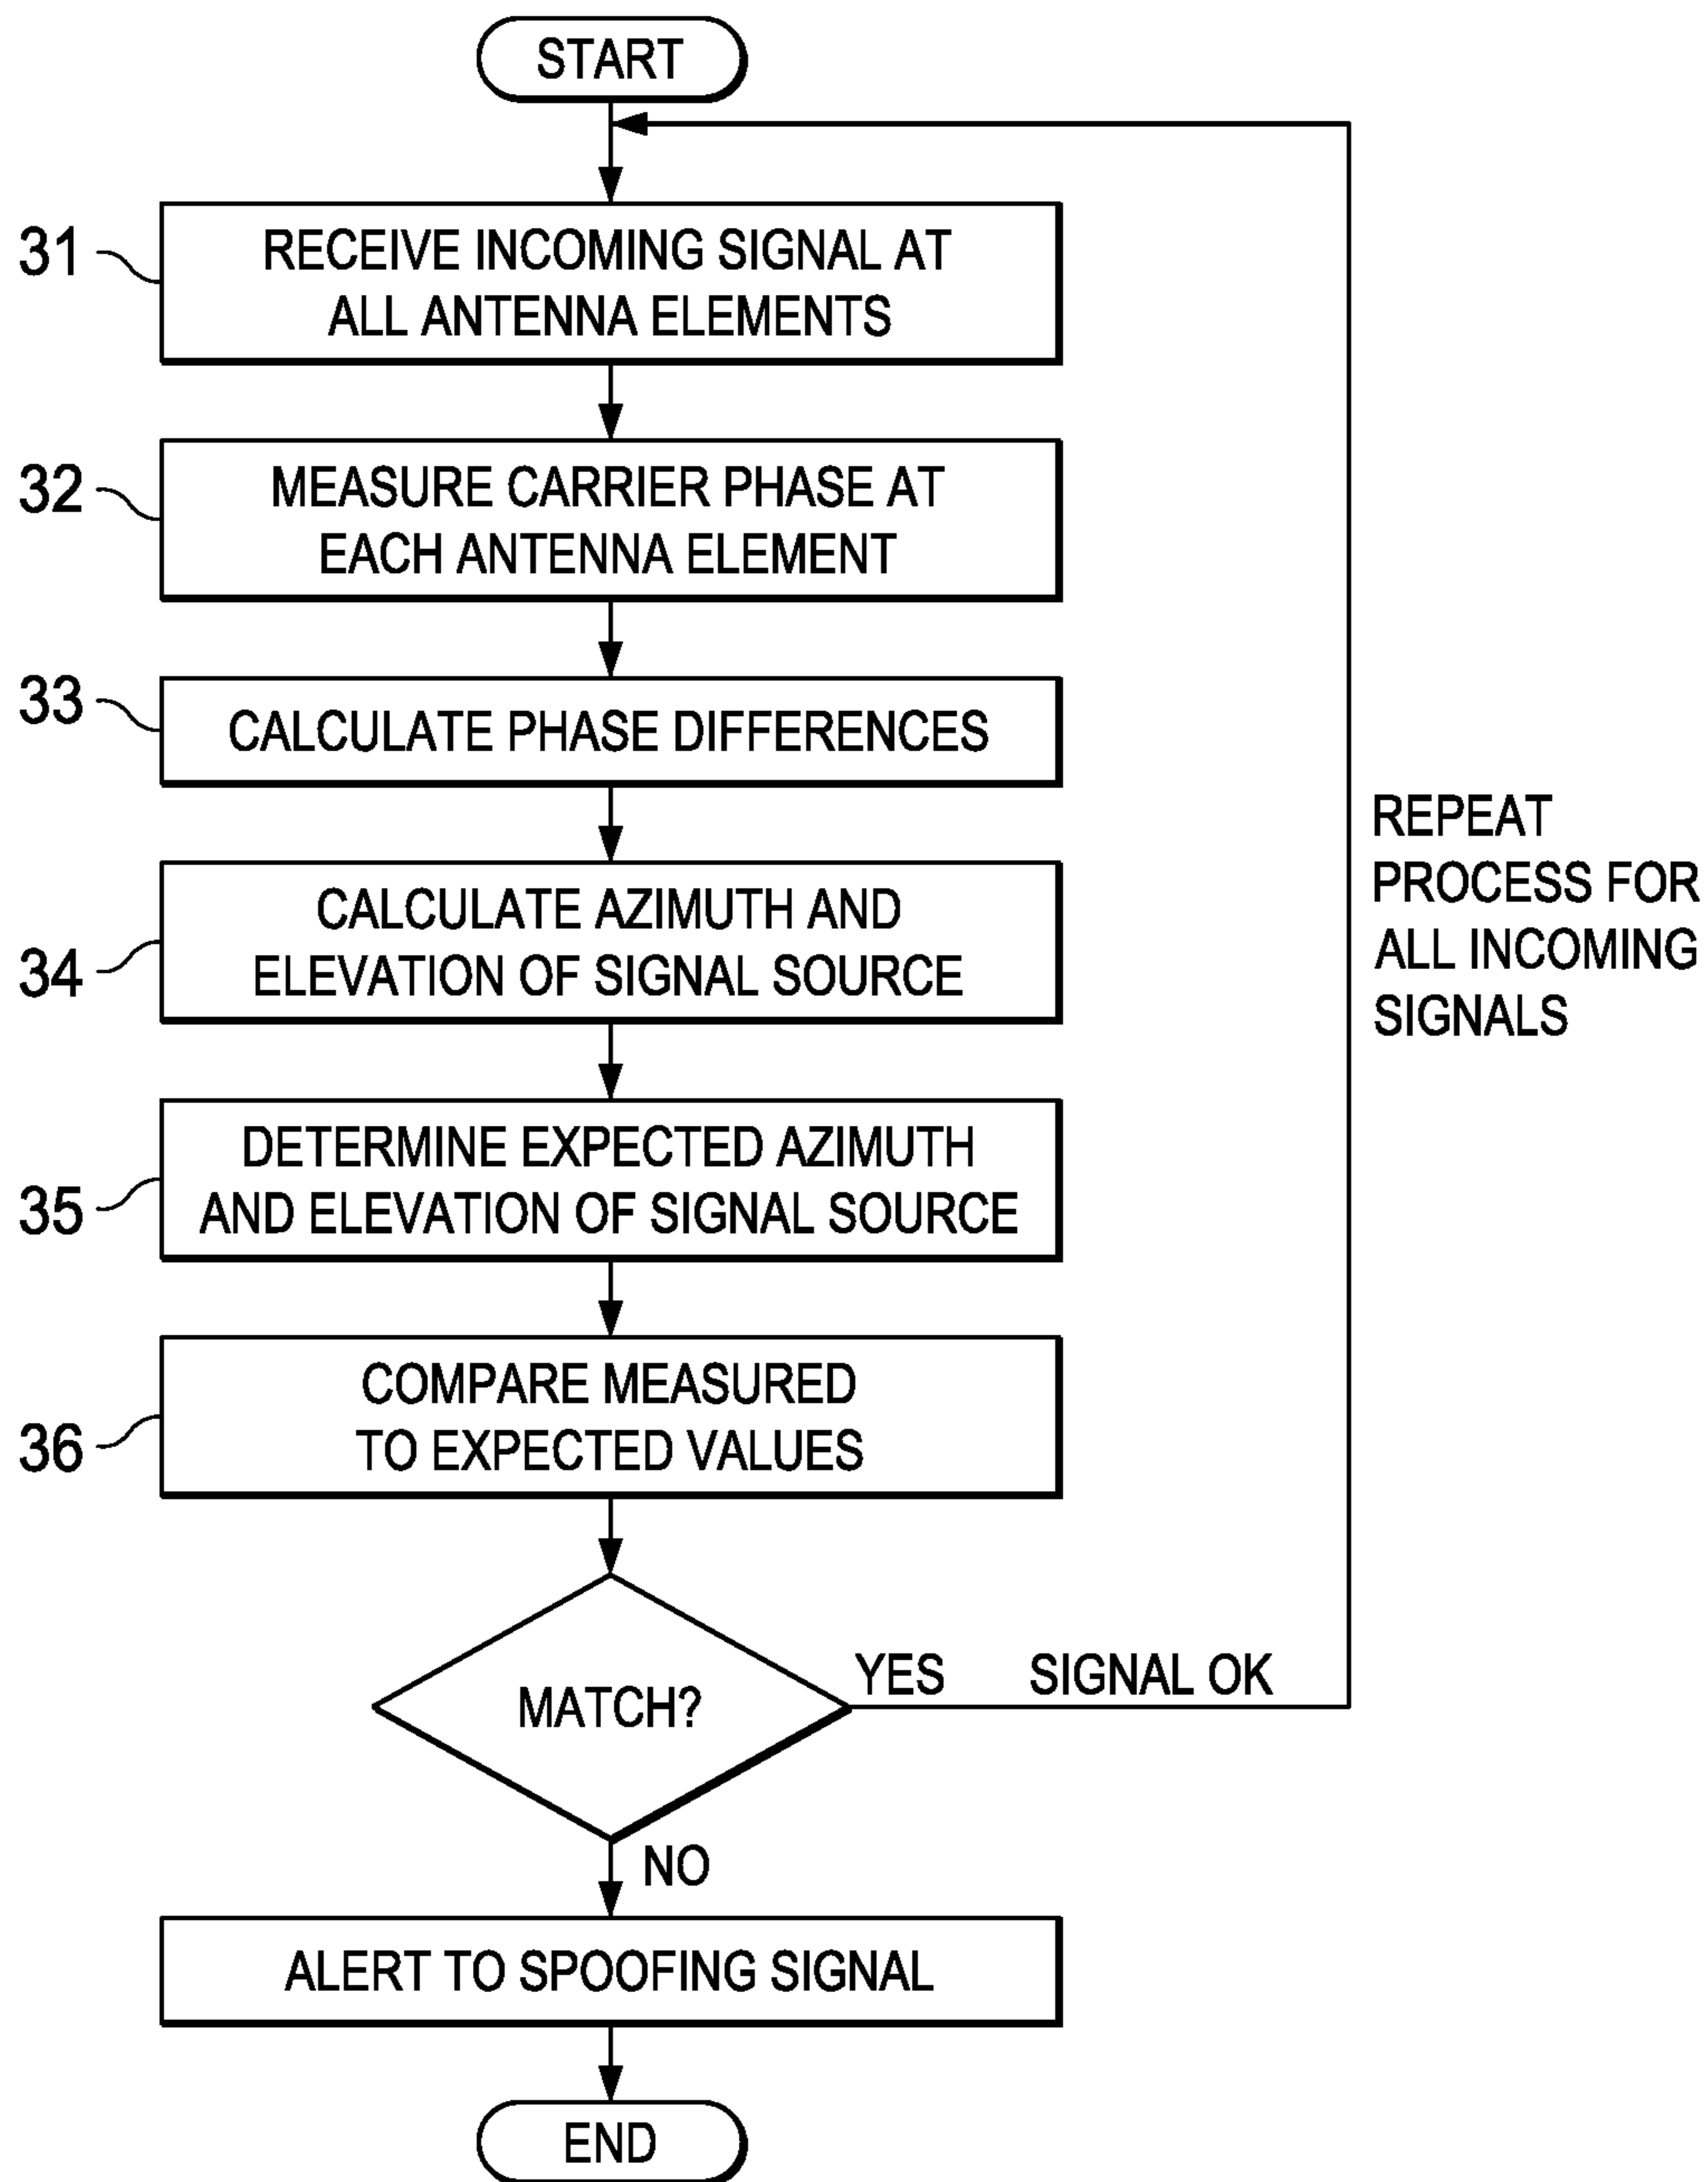 START
31
RECEIVE INCOMING SIGNAL AT
ALL ANTENNA ELEMENTS
32
MEASURE CARRIER PHASE AT
EACH ANTENNA ELEMENT
33
CALCULATE PHASE DIFFERENCES
34
CALCULATE AZIMUTH AND
ELEVATION OF SIGNAL SOURCE
35
DETERMINE EXPECTED AZIMUTH
AND ELEVATION OF SIGNAL SOURCE
36
COMPARE MEASURED
TO EXPECTED VALUES
MATCH?
YES
SIGNAL OK
REPEAT
PROCESS FOR
ALL INCOMING
SIGNALS
NO
ALERT TO SPOOFING SIGNAL
END